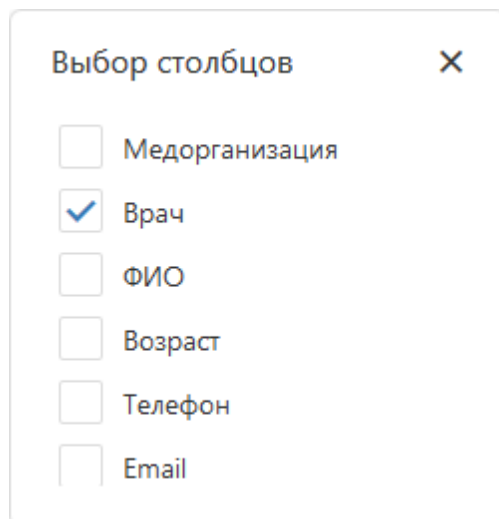 Выбор столбцов
Медорганизация
Врач
ФИО
Возраст
Телефон
Email